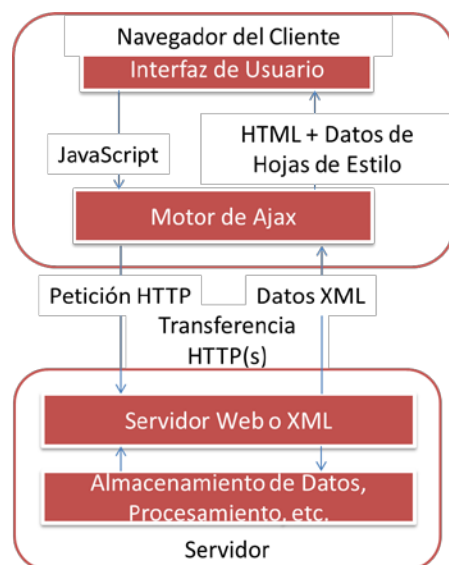 Navegador del Cliente
Interfaz de Usuario
JavaScript
HTML + Datos de
Hojas de Estilo
Motor de Ajax
Petición HTTP
Datos XML
Transferencia
HTTP(s)
Servidor Web o XML
Almacenamiento de Datos,
Procesamiento, etc.
Servidor